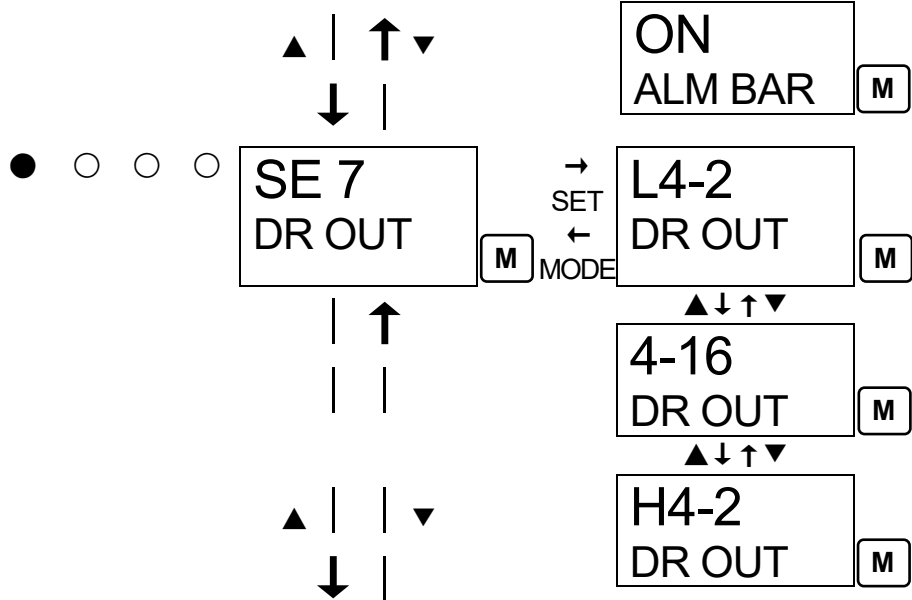 ▲ ↑ ▼
↓
ON
ALM BAR
M
● ○ ○ ○
SE 7
DR OUT
M
→
SET
←
MODE
L4-2
DR OUT
M
▲↓↑▼
↑
4-16
DR OUT
M
▲↓↑▼
▲ ▼
↓
H4-2
DR OUT
M